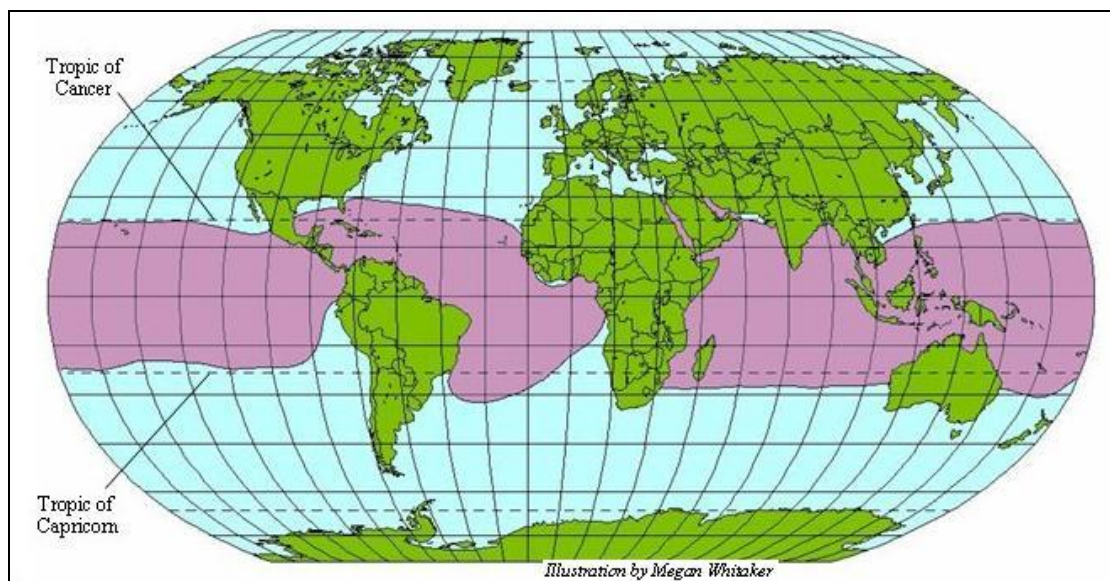 Tropic of
Cancer
Tropic of
Capricorn
Illustration by Megan Whitaker